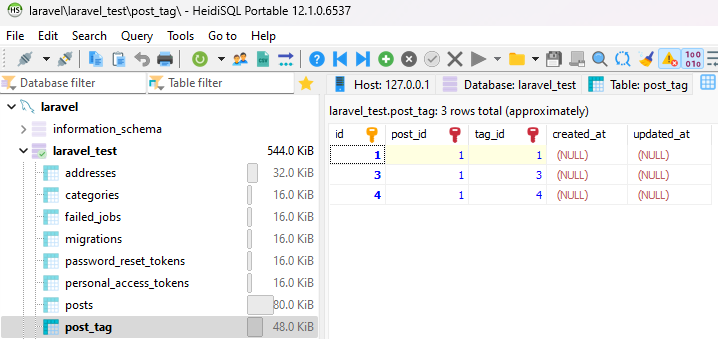 HS laravel\laravel_test\post_tag\ - HeidiSQL Portable 12.1.0.6537
File Edit Search Query Tools Go to Help
Database filter Table filter Host: 127.0.0.1 Database: laravel_test Table: post_tag
laravel
information_schema
laravel_test 544.0 KiB
addresses 32.0 KiB
categories 16.0 KiB
failed_jobs 16.0 KiB
migrations 16.0 KiB
password_reset_tokens 16.0 KiB
personal_access_tokens 16.0 KiB
posts 80.0 KiB
post_tag 48.0 KiB
laravel_test.post_tag: 3 rows total (approximately)
id post_id tag_id created_at updated_at
1 1 1 (NULL) (NULL)
3 1 3 (NULL) (NULL)
4 1 4 (NULL) (NULL)